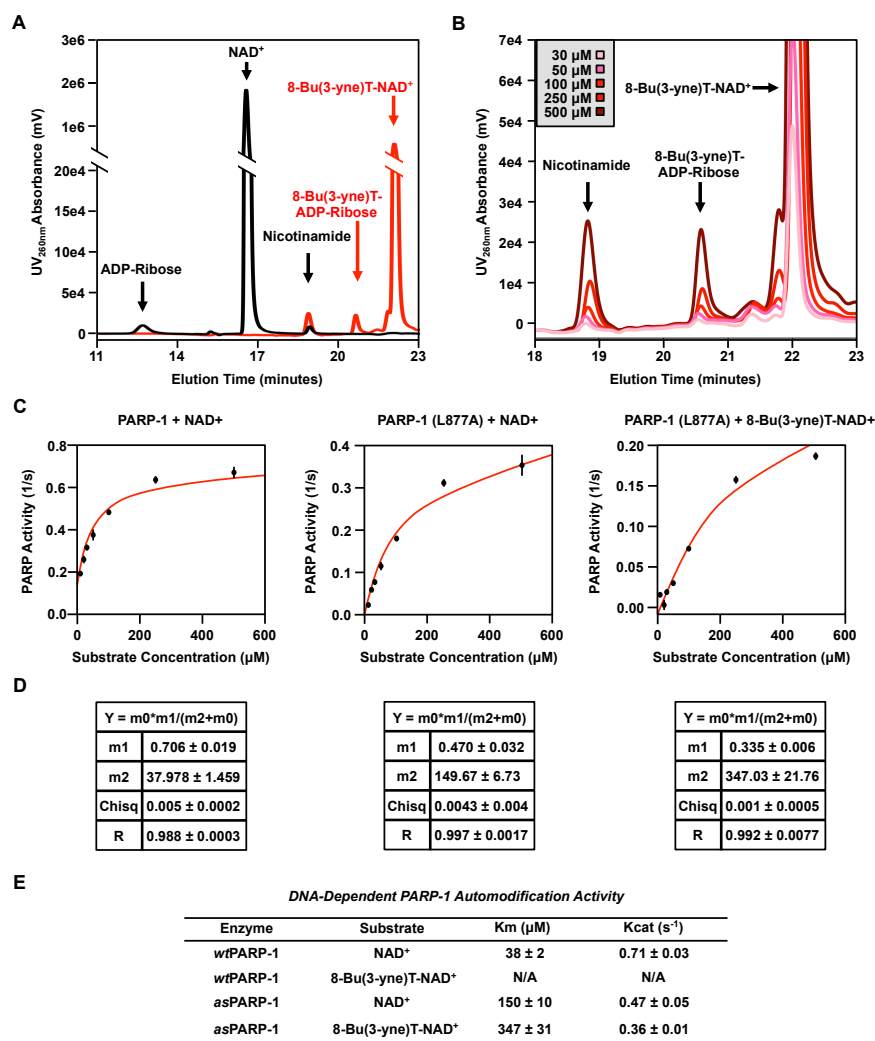 A
3e6
2e6
1e6
20e4
15e4
10e4
5e4
0
UV260nm Absorbance (mV)
NAD+
8-Bu(3-yne)T-NAD+
8-Bu(3-yne)T-
ADP-Ribose
Nicotinamide
ADP-Ribose
11 14 17 20 23
Elution Time (minutes)
B
7e4
6e4
5e4
4e4
2e4
1e4
0
UV260nm Absorbance (mV)
30 µM
50 µM
100 µM
250 µM
500 µM
8-Bu(3-yne)T-NAD+
Nicotinamide
8-Bu(3-yne)T-
ADP-Ribose
18 19 20 21 22 23
Elution Time (minutes)
C
PARP-1 + NAD+
0.8
0.6
0.4
0.2
0.0
PARP Activity (1/s)
0 200 400 600
Substrate Concentration (µM)
PARP-1 (L877A) + NAD+
0.4
0.3
0.2
0.1
0.0
PARP Activity (1/s)
0 200 400 600
Substrate Concentration (µM)
PARP-1 (L877A) + 8-Bu(3-yne)T-NAD+
0.20
0.15
0.10
0.05
0.00
PARP Activity (1/s)
0 200 400 600
Substrate Concentration (µM)
D
Y = m0*m1/(m2+m0)
m1 0.706 ± 0.019
m2 37.978 ± 1.459
Chisq 0.005 ± 0.0002
R 0.988 ± 0.0003
Y = m0*m1/(m2+m0)
m1 0.470 ± 0.032
m2 149.67 ± 6.73
Chisq 0.0043 ± 0.004
R 0.997 ± 0.0017
Y = m0*m1/(m2+m0)
m1 0.335 ± 0.006
m2 347.03 ± 21.76
Chisq 0.001 ± 0.0005
R 0.992 ± 0.0077
E
DNA-Dependent PARP-1 Automodification Activity
Enzyme Substrate Km (µM) Kcat (s-1)
wtPARP-1 NAD+ 38 ± 2 0.71 ± 0.03
wtPARP-1 8-Bu(3-yne)T-NAD+ N/A N/A
asPARP-1 NAD+ 150 ± 10 0.47 ± 0.05
asPARP-1 8-Bu(3-yne)T-NAD+ 347 ± 31 0.36 ± 0.01